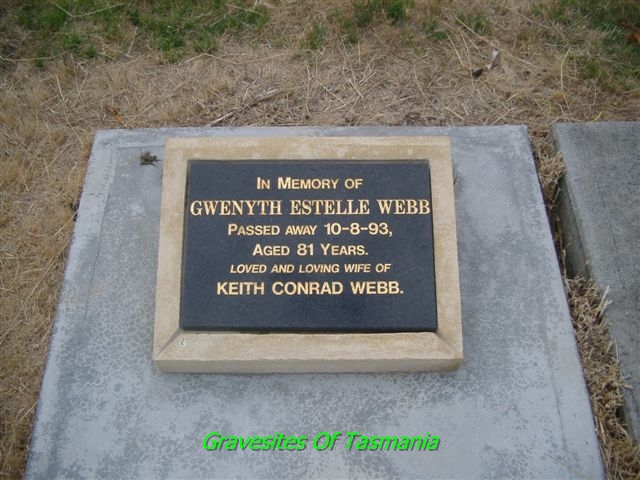 In Memory of
GWENYTH ESTELLE WEBB
Passed away 10-8-93,
Aged 81 Years.
LOVED AND LOVING WIFE OF
KEITH CONRAD WEBB.
Gravesites Of Tasmania